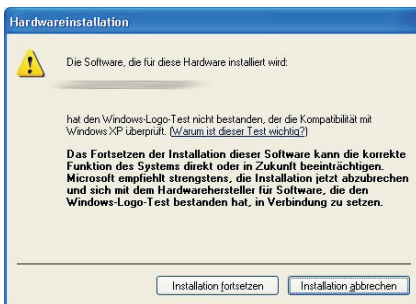 Hardwareinstallation
Die Software, die für diese Hardware installiert wird:
hat den Windows-Logo-Test nicht bestanden, der die Kompatibilität mit
Windows XP überprüft. (Warum ist dieser Test wichtig?)
Das Fortsetzen der Installation dieser Software kann die korrekte
Funktion des Systems direkt oder in Zukunft beeinträchtigen.
Microsoft empfiehlt strengstens, die Installation jetzt abzubrechen
und sich mit dem Hardwarehersteller für Software, die den
Windows-Logo-Test bestanden hat, in Verbindung zu setzen.
Installation fortsetzen Installation abbrechen